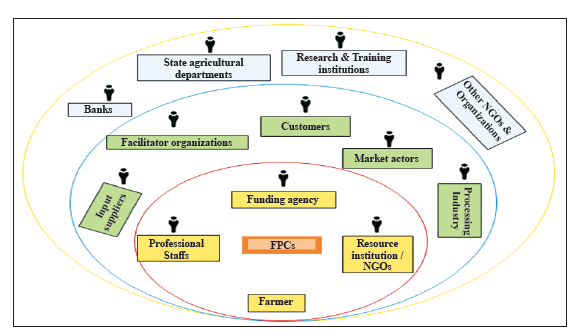 State agricultural
departments
Research & Training
institutions
Banks
Other NGOs &
Organizations
Customers
Facilitator organizations
Market actors
Input
suppliers
Processing
Industry
Funding agency
Professional
Staffs
FPCs
Resource
institution /
NGOs
Farmer